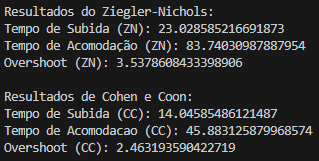 Resultados do Ziegler-Nichols:
Tempo de Subida (ZN): 23.028585216691873
Tempo de Acomodação (ZN): 83.74030987887954
Overshoot (ZN): 3.5378608433398906
Resultados de Cohen e Coon:
Tempo de Subida (CC): 14.04585486121487
Tempo de Acomodacao (CC): 45.883125879968574
Overshoot (CC): 2.463193590422719